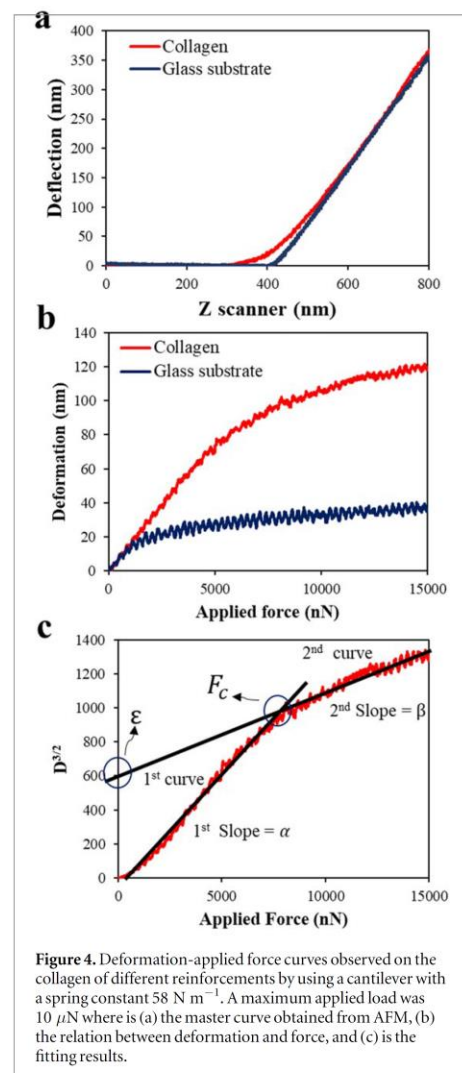 a
400
350
300
250
200
150
100
50
0
Deflection (nm)
Collagen
Glass substrate
0 200 400 600 800
Z scanner (nm)
b
140
120
100
80
60
40
20
0
Deformation (nm)
Collagen
Glass substrate
0 5000 10000 15000
Applied force (nN)
c
1400
1200
1000
800
600
400
200
0
D3/2
2nd curve
FC
2nd Slope = β
ε
1st curve
1st Slope = α
0 5000 10000 15000
Applied Force (nN)
Figure 4. Deformation-applied force curves observed on the
collagen of different reinforcements by using a cantilever with
a spring constant 58 N m−1. A maximum applied load was
10 μN where is (a) the master curve obtained from AFM, (b)
the relation between deformation and force, and (c) is the
fitting results.